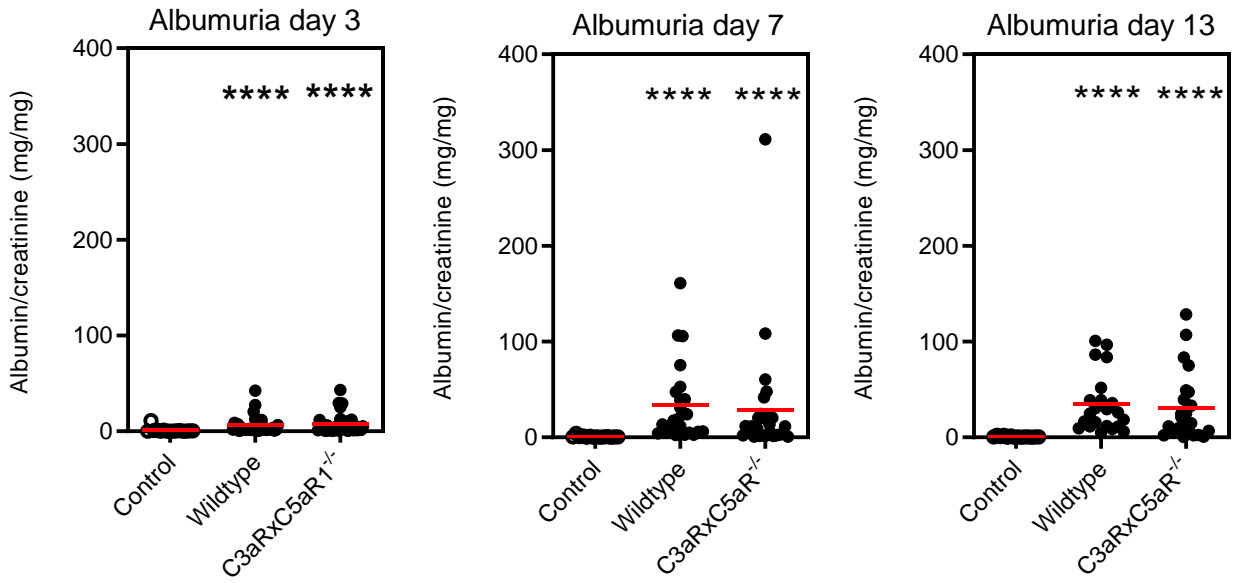 Albumuria day 3
Albumin/creatinine (mg/mg)
400
300
200
100
0
**** ****
Control
Wildtype
C3aRxC5aR1-/-
Albumuria day 7
Albumin/creatinine (mg/mg)
400
300
200
100
0
**** ****
Control
Wildtype
C3aRxC5aR-/-
Albumuria day 13
Albumin/creatinine (mg/mg)
400
300
200
100
0
**** ****
Control
Wildtype
C3aRxC5aR-/-